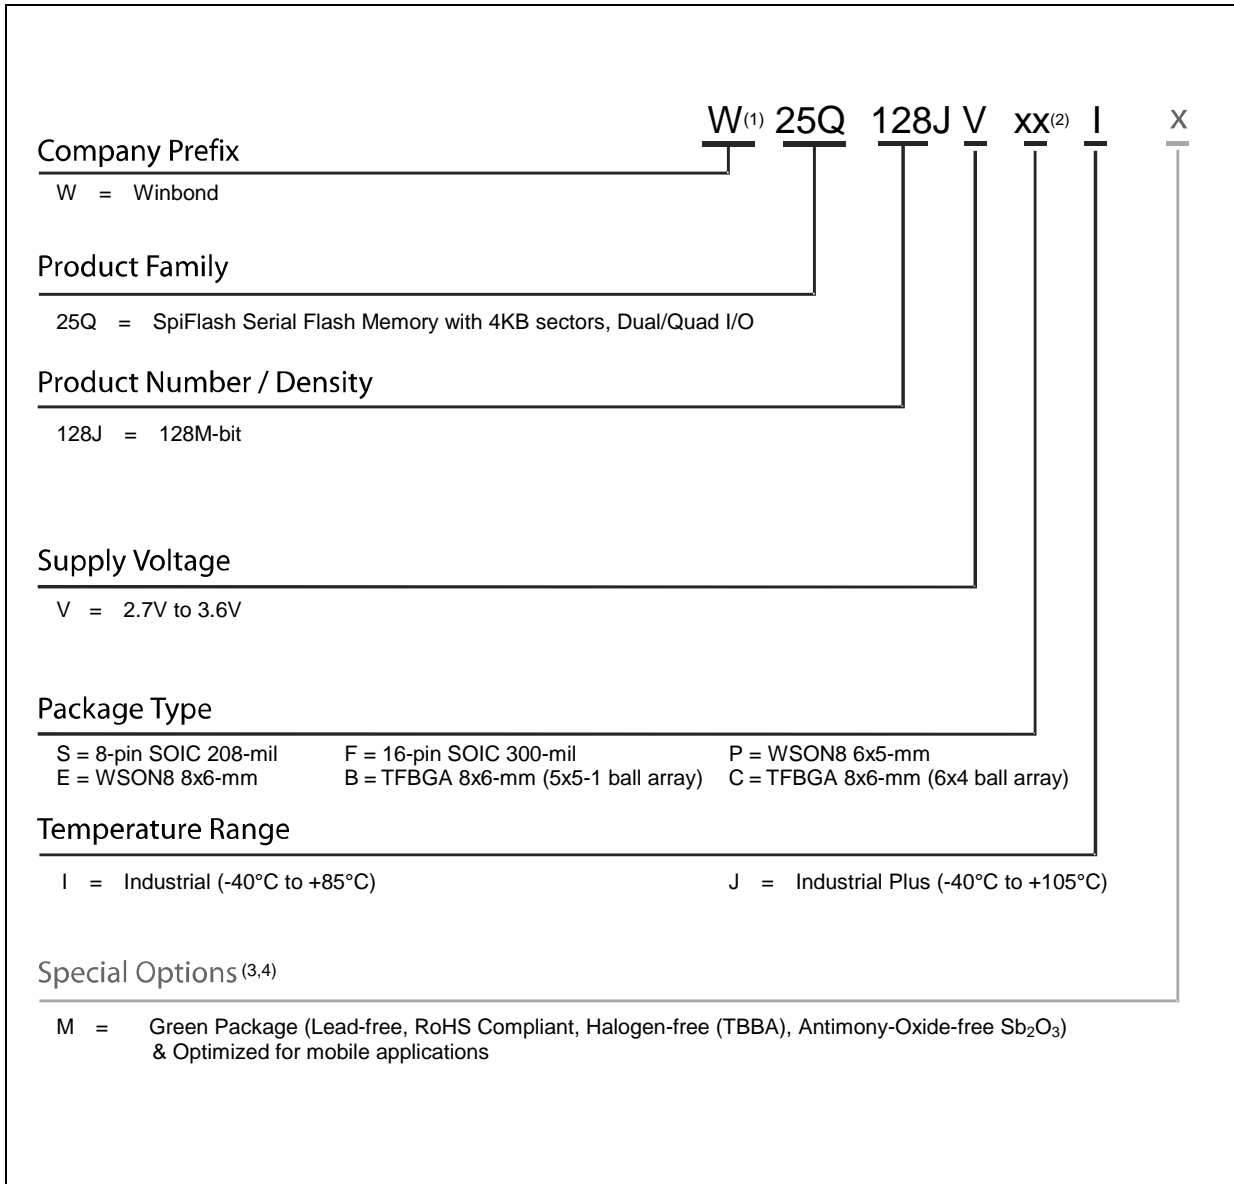 W(1) 25Q 128J V xx(2) I x
Company Prefix
W = Winbond
Product Family
25Q = SpiFlash Serial Flash Memory with 4KB sectors, Dual/Quad I/O
Product Number / Density
128J = 128M-bit
Supply Voltage
V = 2.7V to 3.6V
Package Type
S = 8-pin SOIC 208-mil F = 16-pin SOIC 300-mil P = WSON8 6x5-mm
E = WSON8 8x6-mm B = TFBGA 8x6-mm (5x5-1 ball array) C = TFBGA 8x6-mm (6x4 ball array)
Temperature Range
I = Industrial (-40°C to +85°C) J = Industrial Plus (-40°C to +105°C)
Special Options (3,4)
M = Green Package (Lead-free, RoHS Compliant, Halogen-free (TBBA), Antimony-Oxide-free Sb₂O₃)
& Optimized for mobile applications